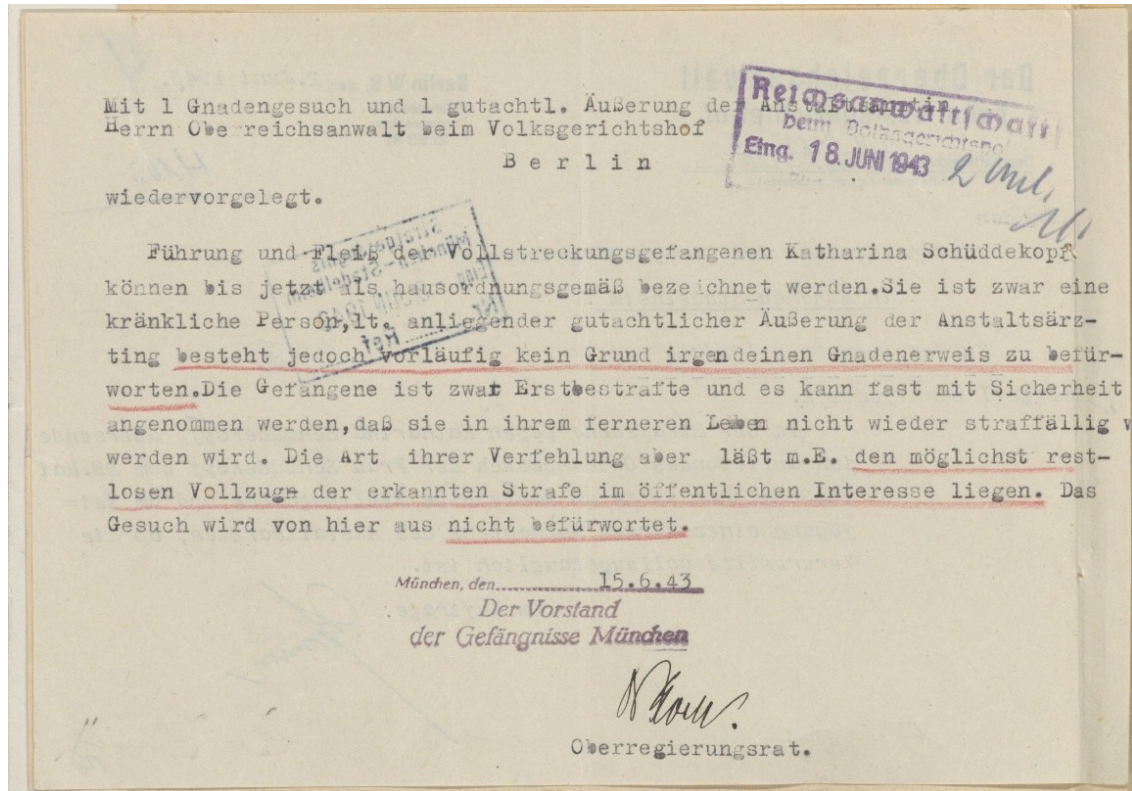 Mit 1 Gnadengesuch und 1 gutachtl. Äußerung der Anstaltsärztin
Herrn Obe reichsanwalt beim Volksgerichtshof
Berlin
wiedervorgelegt.
Reichsanwaltschaft
beim Volksgerichtshof
Eing. 18. JUNI 1943
Führung und Fleiß der Vollstreckungsgefangenen Katharina Schüddekopf
können bis jetzt als hausordnungsgemäß bezeichnet werden.Sie ist zwar eine
kränkliche Person,lt. anliegender gutachtlicher Äußerung der Anstaltsärz-
ting besteht jedoch vorläufig kein Grund irgendeinen Gnadenerweis zu befür-
worten.Die Gefangene ist zwar Erstbestrafte und es kann fast mit Sicherheit
angenommen werden,daß sie in ihrem ferneren Leben nicht wieder straffällig w
werden wird. Die Art ihrer Verfehlung aber läßt m.E. den möglichst rest-
losen Vollzug der erkannten Strafe im öffentlichen Interesse liegen. Das
Gesuch wird von hier aus nicht befürwortet.
München, den 15.6.43
Der Vorstand
der Gefängnisse München
Oberregierungsrat.